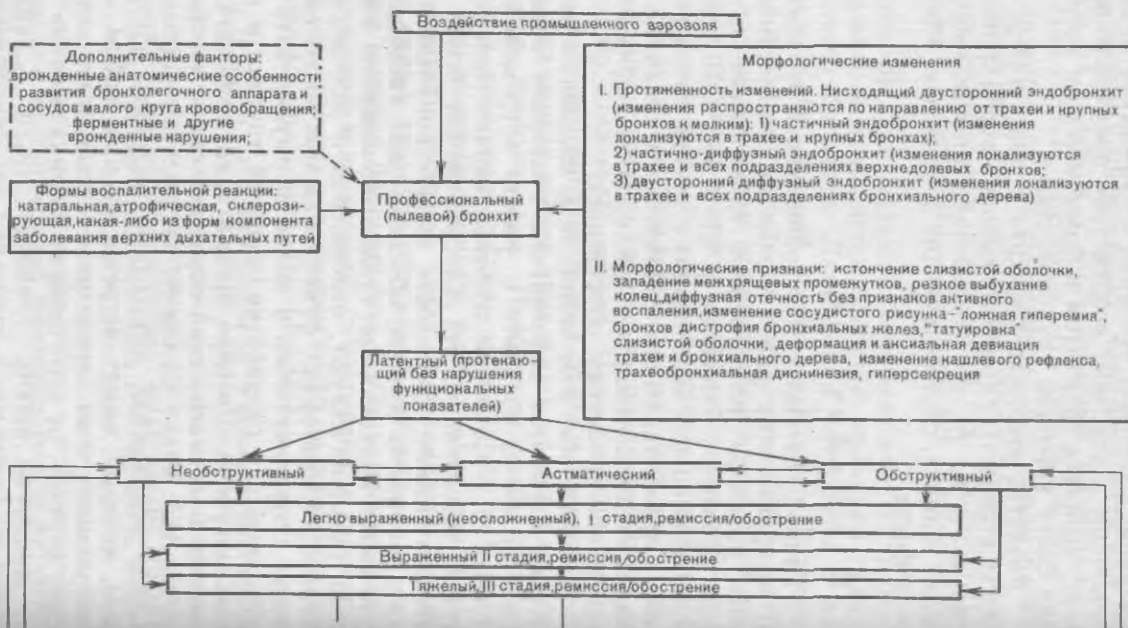 Воздействие промышленного аэрозоля
Дополнительные факторы:
врожденные анатомические особенности
развития бронхолегочного аппарата и
сосудов малого круга кровообращения;
ферментные и другие
врожденные нарушения;
Формы воспалительной реакции:
катаральная,атрофическая, склерози-
рующая,какая-либо из форм компонента
заболевания верхних дыхательных путей
Профессиональный
(пылевой) бронхит
Морфологические изменения
I. Протяженность изменений. Нисходящий двусторонний эндобронхит
(изменения распространяются по направлению от трахеи и крупных
бронхов к мелким): 1) частичный эндобронхит (изменения
локализуются в трахее и крупных бронхах);
2) частично-диффузный эндобронхит (изменения локализуются
в трахее и всех подразделениях верхнедолевых бронхов;
3) двусторонний диффузный эндобронхит (изменения локализуются
в трахее и всех подразделениях бронхиального дерева)
II. Морфологические признаки: истончение слизистой оболочки,
западение межхрящевых промежутков, резкое выбухание
колец,диффузная отечность без признаков активного
воспаления,изменение сосудистого рисунка-"ложная гиперемия",
бронхов дистрофия бронхиальных желез,"татуировка"
слизистой оболочки, деформация и аксиальная девиация
трахеи и бронхиального дерева, изменение кашлевого рефлекса,
трахеобронхиальная дискинезия, гиперсекреция
Латентный (протекаю-
щий без нарушения
функциональных
показателей)
Необструктивный
Астматический
Обструктивный
Легко выраженный (неосложненный), I стадия,ремиссия/обострение
Выраженный II стадия,ремиссия/обострение
Тяжелый, III стадия,ремиссия/обострение